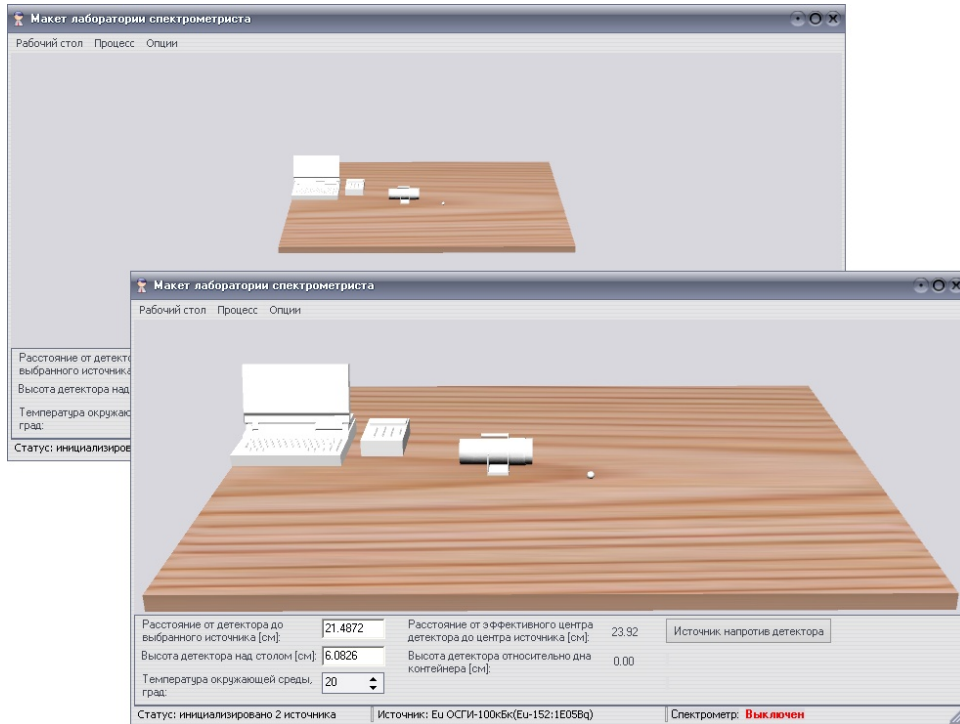 Макет лаборатории спектрометриста
Рабочий стол Процесс Опции
Расстояние от детекто
выбранного источника
Высота детектора над
Температура окружаю
град:
Статус: инициализиров
Макет лаборатории спектрометриста
Рабочий стол Процесс Опции
Расстояние от детектора до
выбранного источника [см]:
21.4872
Расстояние от эффективного центра
детектора до центра источника [см]:
23.92
Источник напротив детектора
Высота детектора над столом [см]:
6.0826
Высота детектора относительно дна
контейнера [см]:
0.00
Температура окружающей среды,
град:
20
Статус: инициализировано 2 источника
Источник: Eu ОСГИ-100кБк(Eu-152:1E05Bq)
Спектрометр: Выключен